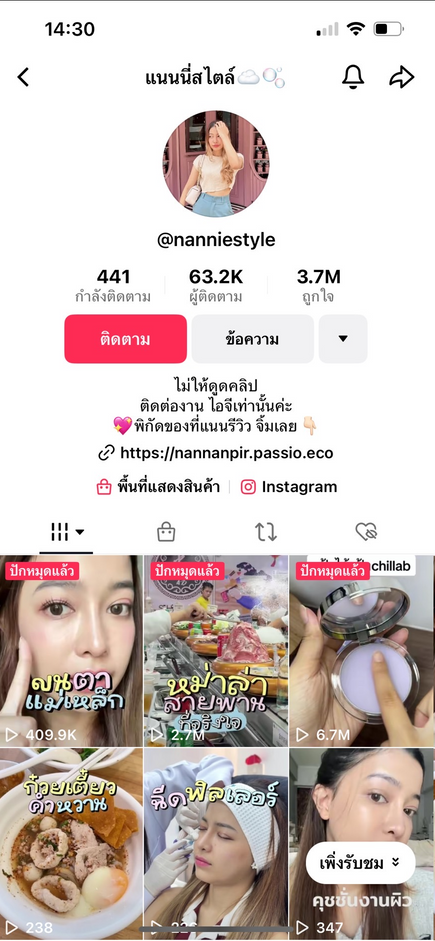 14:30
แนนนี่สไตล์☁️🫧
@nanniestyle
441 63.2K 3.7M
กำลังติดตาม ผู้ติดตาม ถูกใจ
ติดตาม ข้อความ
ไม่ให้ดูดคลิป
ติดต่องาน ไอจีเท่านั้นค่ะ
💖พิกัดของที่แนนรีวิว จิ้มเลย 👇🏻
https://nannanpir.passio.eco
พื้นที่แสดงสินค้า Instagram
ปักหมุดแล้ว ปักหมุดแล้ว ปักหมุดแล้ว chillab
ขนตา
แม่เหล็ก
หม่าล่า
สายพาน
กี่จริงใจ
409.9K 2.7M 6.7M
ก๋วยเตี๋ยว
คำหวาน
ฉีดฟิลเลอร์
เพิ่งรับชม
คุชชั่นงานผิว
238 347